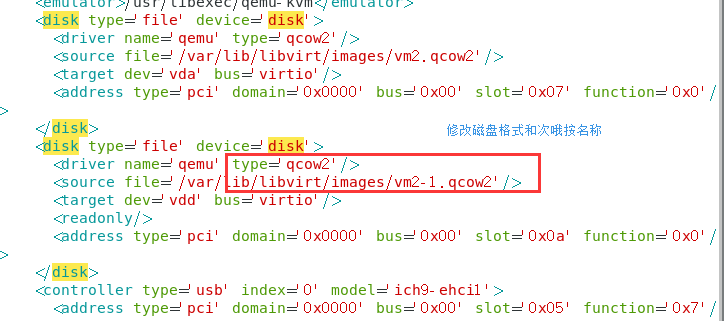 <emulator>/usr/libexec/qemu-kvm</emulator>
<disk type='file' device='disk'>
<driver name='qemu' type='qcow2'/>
<source file='/var/lib/libvirt/images/vm2.qcow2'/>
<target dev='vda' bus='virtio'/>
<address type='pci' domain='0x0000' bus='0x00' slot='0x07' function='0x0'/
>
</disk>
修改磁盘格式和次哦接名称
<disk type='file' device='disk'>
<driver name='qemu' type='qcow2'/>
<source file='/var/lib/libvirt/images/vm2-1.qcow2'/>
<target dev='vdd' bus='virtio'/>
<readonly/>
<address type='pci' domain='0x0000' bus='0x00' slot='0x0a' function='0x0'/
>
</disk>
<controller type='usb' index='0' model='ich9-ehci1'>
<address type='pci' domain='0x0000' bus='0x00' slot='0x05' function='0x7'/